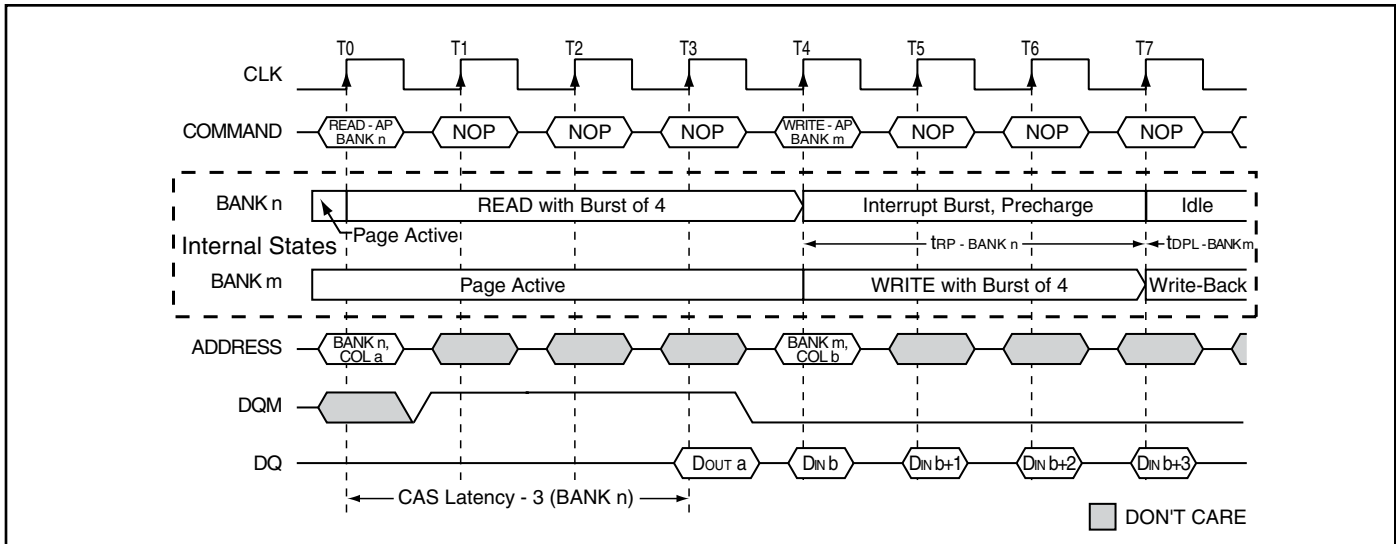 T0 T1 T2 T3 T4 T5 T6 T7
CLK
COMMAND READ - AP BANK n NOP NOP NOP WRITE - AP BANK m NOP NOP NOP
BANK n READ with Burst of 4 Interrupt Burst, Precharge Idle
Internal States Page Active tRP - BANK n tDPL - BANK m
BANK m Page Active WRITE with Burst of 4 Write-Back
ADDRESS BANK n, COL a BANK m, COL b
DQM
DQ DOUT a DIN b DIN b+1 DIN b+2 DIN b+3
CAS Latency - 3 (BANK n)
DON'T CARE